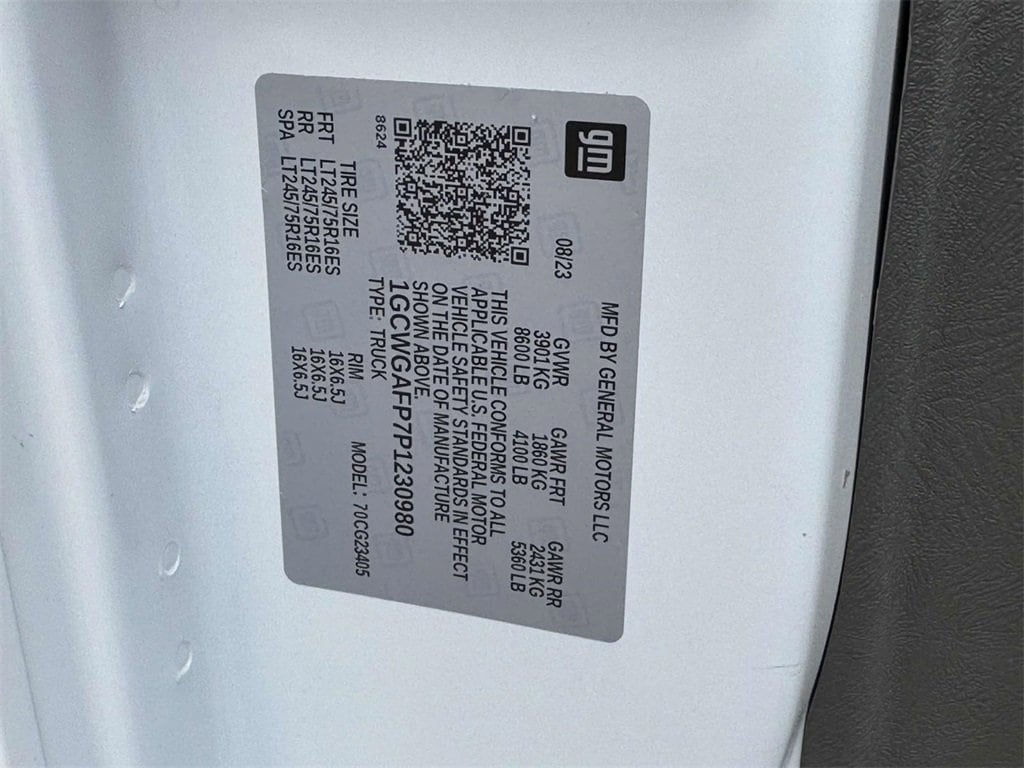 gm
MFD BY GENERAL MOTORS LLC
08/23 GVWR GAWR FRT GAWR RR
3901 KG 1860 KG 2431 KG
8600 LB 4100 LB 5360 LB
THIS VEHICLE CONFORMS TO ALL
APPLICABLE U.S. FEDERAL MOTOR
VEHICLE SAFETY STANDARDS IN EFFECT
ON THE DATE OF MANUFACTURE
SHOWN ABOVE.
1GCWGAFP7P1230980
8624
TYPE: TRUCK MODEL: 70CG23405
TIRE SIZE RIM
FRT LT245/75R16ES 16X6.5J
RR LT245/75R16ES 16X6.5J
SPA LT245/75R16ES 16X6.5J